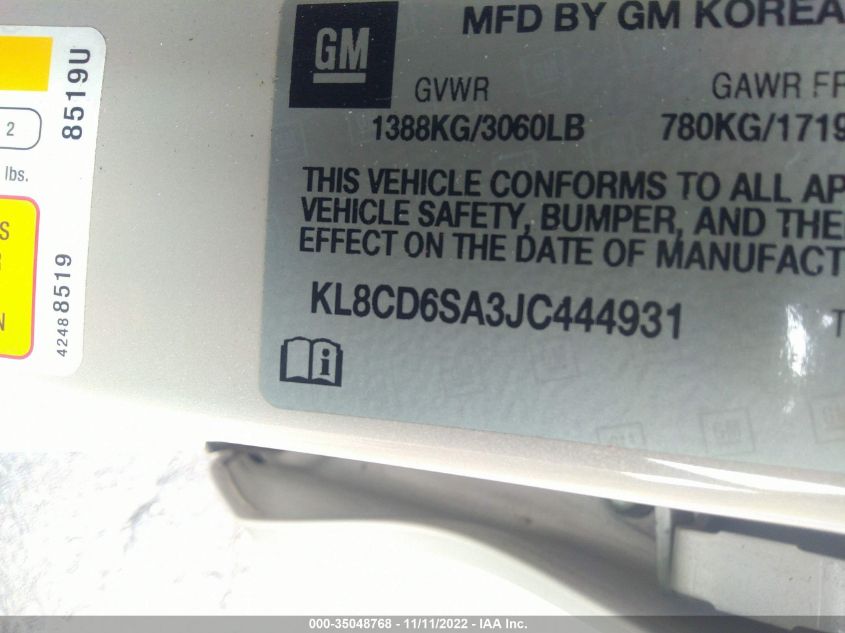 MFD BY GM KOREA
GM
GVWR GAWR FR
1388KG/3060LB 780KG/1719
THIS VEHICLE CONFORMS TO ALL AP
VEHICLE SAFETY, BUMPER, AND THE
EFFECT ON THE DATE OF MANUFACT
KL8CD6SA3JC444931
T
i
8519U
2
lbs.
S
N
42488519
000-35048768 - 11/11/2022 - IAA Inc.